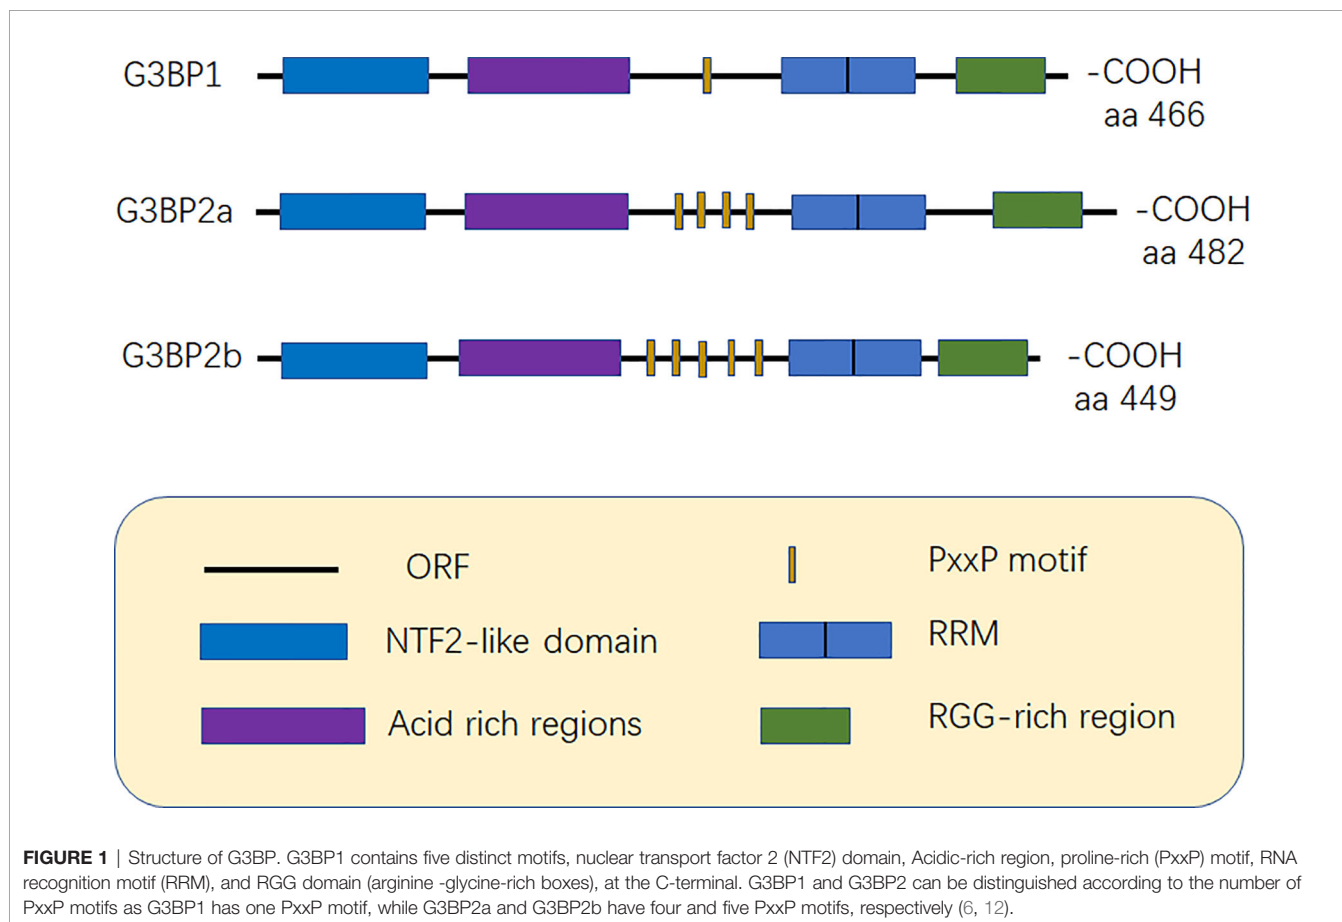 G3BP1
-COOH
aa 466
G3BP2a
-COOH
aa 482
G3BP2b
-COOH
aa 449
ORF
PxxP motif
NTF2-like domain
RRM
Acid rich regions
RGG-rich region
FIGURE 1 | Structure of G3BP. G3BP1 contains five distinct motifs, nuclear transport factor 2 (NTF2) domain, Acidic-rich region, proline-rich (PxxP) motif, RNA
recognition motif (RRM), and RGG domain (arginine -glycine-rich boxes), at the C-terminal. G3BP1 and G3BP2 can be distinguished according to the number of
PxxP motifs as G3BP1 has one PxxP motif, while G3BP2a and G3BP2b have four and five PxxP motifs, respectively (6, 12).